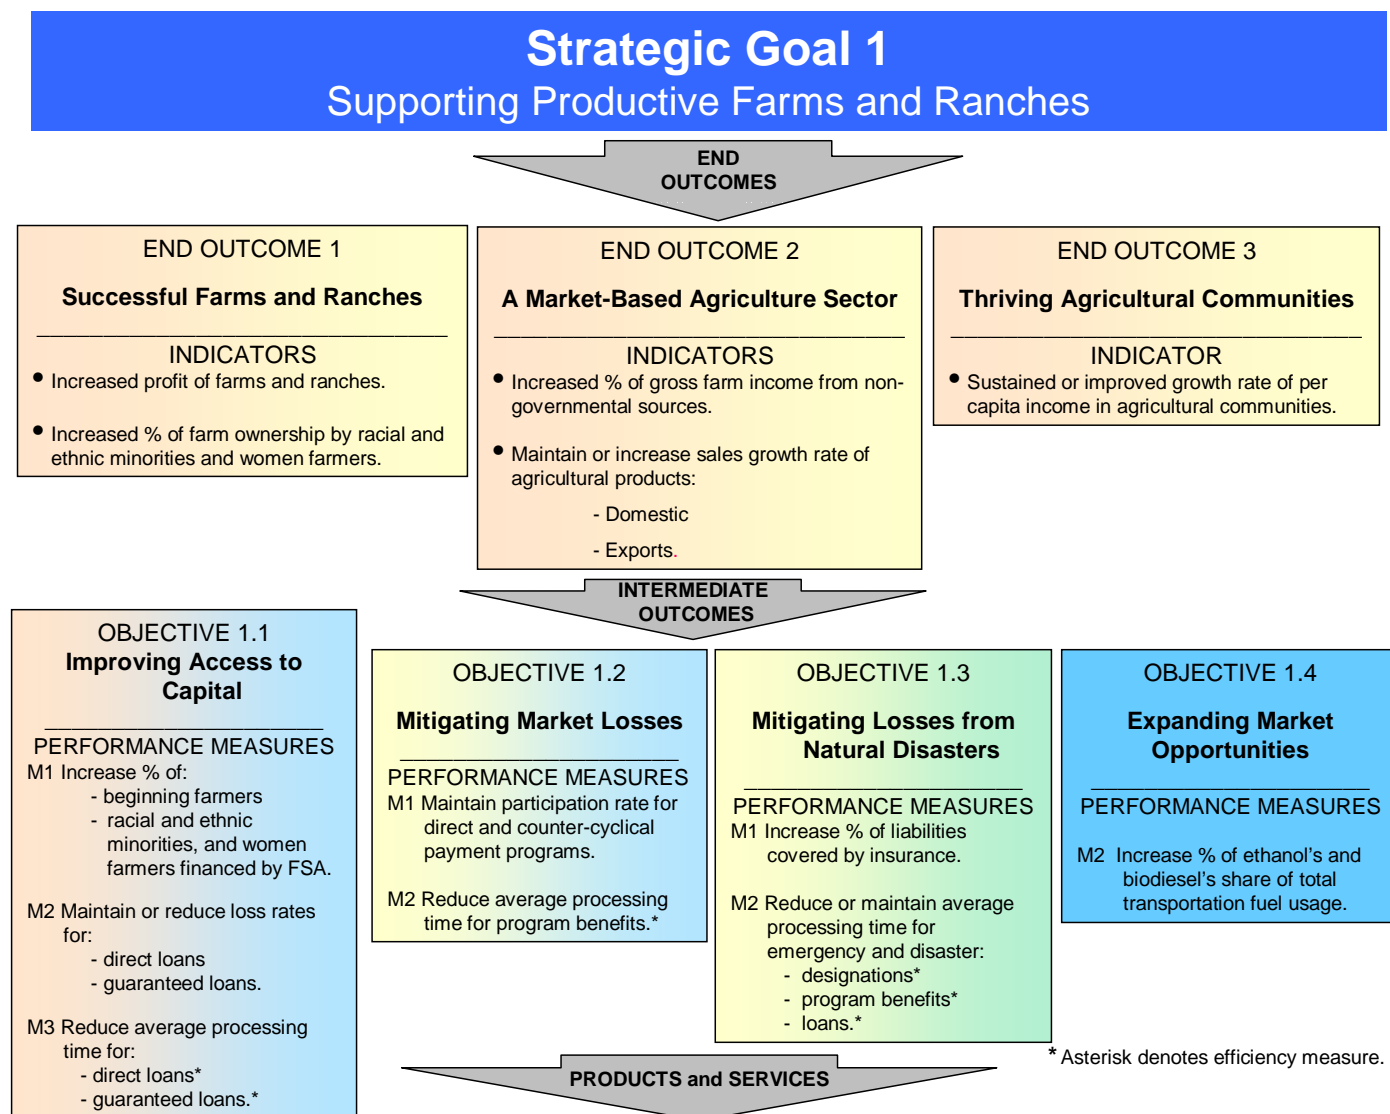 Strategic Goal 1
Supporting Productive Farms and Ranches
END
OUTCOMES
END OUTCOME 1
Successful Farms and Ranches
INDICATORS
• Increased profit of farms and ranches.
• Increased % of farm ownership by racial and
ethnic minorities and women farmers.
END OUTCOME 2
A Market-Based Agriculture Sector
INDICATORS
• Increased % of gross farm income from non-
governmental sources.
• Maintain or increase sales growth rate of
agricultural products:
- Domestic
- Exports.
END OUTCOME 3
Thriving Agricultural Communities
INDICATOR
• Sustained or improved growth rate of per
capita income in agricultural communities.
INTERMEDIATE
OUTCOMES
OBJECTIVE 1.1
Improving Access to
Capital
PERFORMANCE MEASURES
M1 Increase % of:
- beginning farmers
- racial and ethnic
minorities, and women
farmers financed by FSA.
M2 Maintain or reduce loss rates
for:
- direct loans
- guaranteed loans.
M3 Reduce average processing
time for:
- direct loans*
- guaranteed loans.*
OBJECTIVE 1.2
Mitigating Market Losses
PERFORMANCE MEASURES
M1 Maintain participation rate for
direct and counter-cyclical
payment programs.
M2 Reduce average processing
time for program benefits.*
OBJECTIVE 1.3
Mitigating Losses from
Natural Disasters
PERFORMANCE MEASURES
M1 Increase % of liabilities
covered by insurance.
M2 Reduce or maintain average
processing time for
emergency and disaster:
- designations*
- program benefits*
- loans.*
OBJECTIVE 1.4
Expanding Market
Opportunities
PERFORMANCE MEASURES
M2 Increase % of ethanol's and
biodiesel's share of total
transportation fuel usage.
* Asterisk denotes efficiency measure.
PRODUCTS and SERVICES